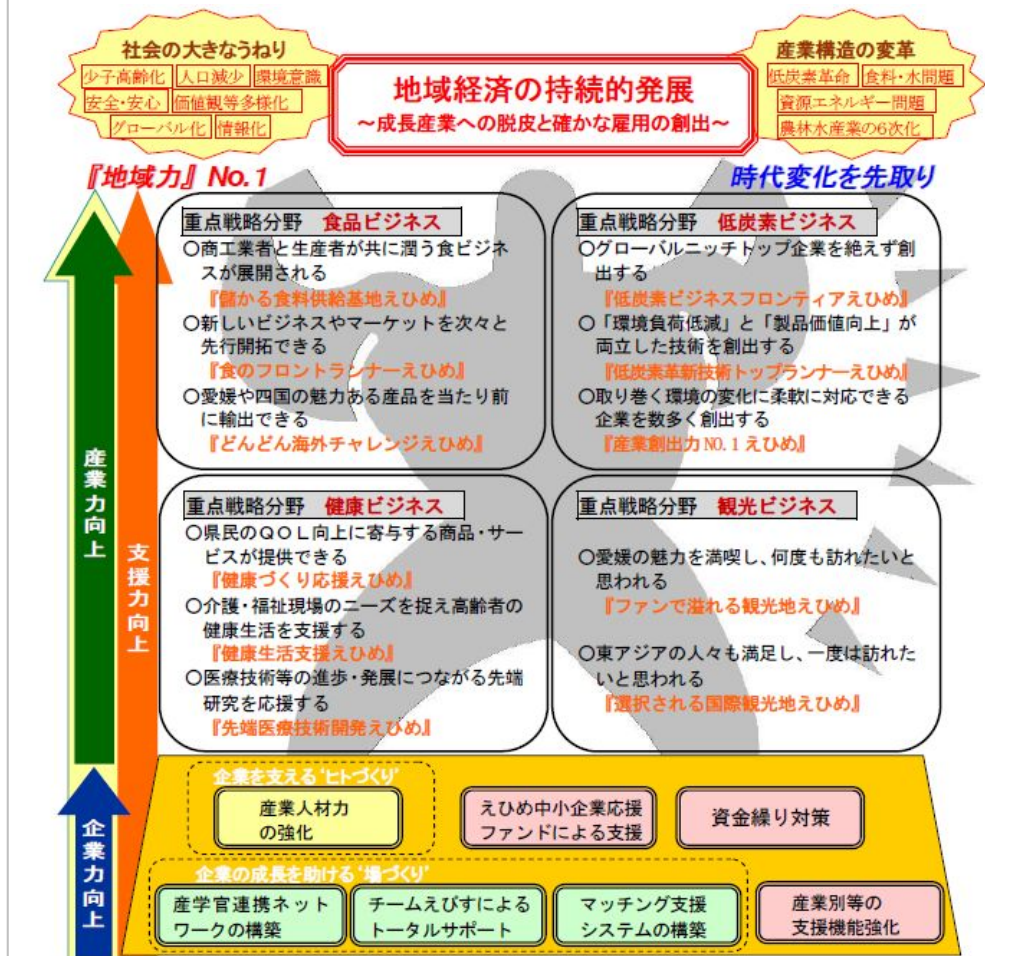 社会の大きなうねり
少子高齢化 人口減少 環境意識
安全・安心 価値観等多様化
グローバル化 情報化
地域経済の持続的発展
～成長産業への脱皮と確かな雇用の創出～
産業構造の変革
低炭素革命 食料・水問題
資源エネルギー問題
農林水産業の6次化
『地域力』No.1
時代変化を先取り
重点戦略分野 食品ビジネス
○商工業者と生産者が共に潤う食ビジネ
スが展開される
『儲かる食料供給基地えひめ』
○新しいビジネスやマーケットを次々と
先行開拓できる
『食のフロントランナーえひめ』
○愛媛や四国の魅力ある産品を当たり前
に輸出できる
『どんどん海外チャレンジえひめ』
重点戦略分野 低炭素ビジネス
○グローバルニッチトップ企業を絶えず創
出する
『低炭素ビジネスフロンティアえひめ』
○「環境負荷低減」と「製品価値向上」が
両立した技術を創出する
『低炭素革新技術トップランナーえひめ』
○取り巻く環境の変化に柔軟に対応できる
企業を数多く創出する
『産業創出力NO.1えひめ』
重点戦略分野 健康ビジネス
○県民のQOL向上に寄与する商品・サー
ビスが提供できる
『健康づくり応援えひめ』
○介護・福祉現場のニーズを捉え高齢者の
健康生活を支援する
『健康生活支援えひめ』
○医療技術等の進歩・発展につながる先端
研究を応援する
『先端医療技術開発えひめ』
重点戦略分野 観光ビジネス
○愛媛の魅力を満喫し、何度も訪れたいと
思われる
『ファンで溢れる観光地えひめ』
○東アジアの人々も満足し、一度は訪れた
いと思われる
『選択される国際観光地えひめ』
産業力向上
支援力向上
企業力向上
企業を支える‘ヒトづくり’
産業人材力
の強化
えひめ中小企業応援
ファンドによる支援
資金繰り対策
企業の成長を助ける‘場づくり’
産学官連携ネット
ワークの構築
チームえびすによる
トータルサポート
マッチング支援
システムの構築
産業別等の
支援機能強化